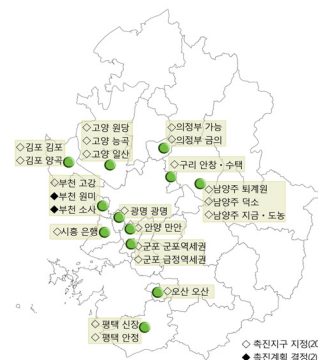 ◇고양 원당
◇고양 능곡
◇고양 일산
◇의정부 가능
◇의정부 금의
◇김포 김포
◇김포 양곡
◇구리 인창・수택
◇부천 고강
◆부천 원미
◆부천 소사
◇남양주 퇴계원
◇남양주 덕소
◇남양주 지금・도농
◇광명 광명
◇시흥 은행
◇안양 만안
◇군포 군포역세권
◇군포 금정역세권
◇오산 오산
◇평택 신장
◇평택 안정
◇ 촉진지구 지정(20
◆ 촉진계획 결정(2